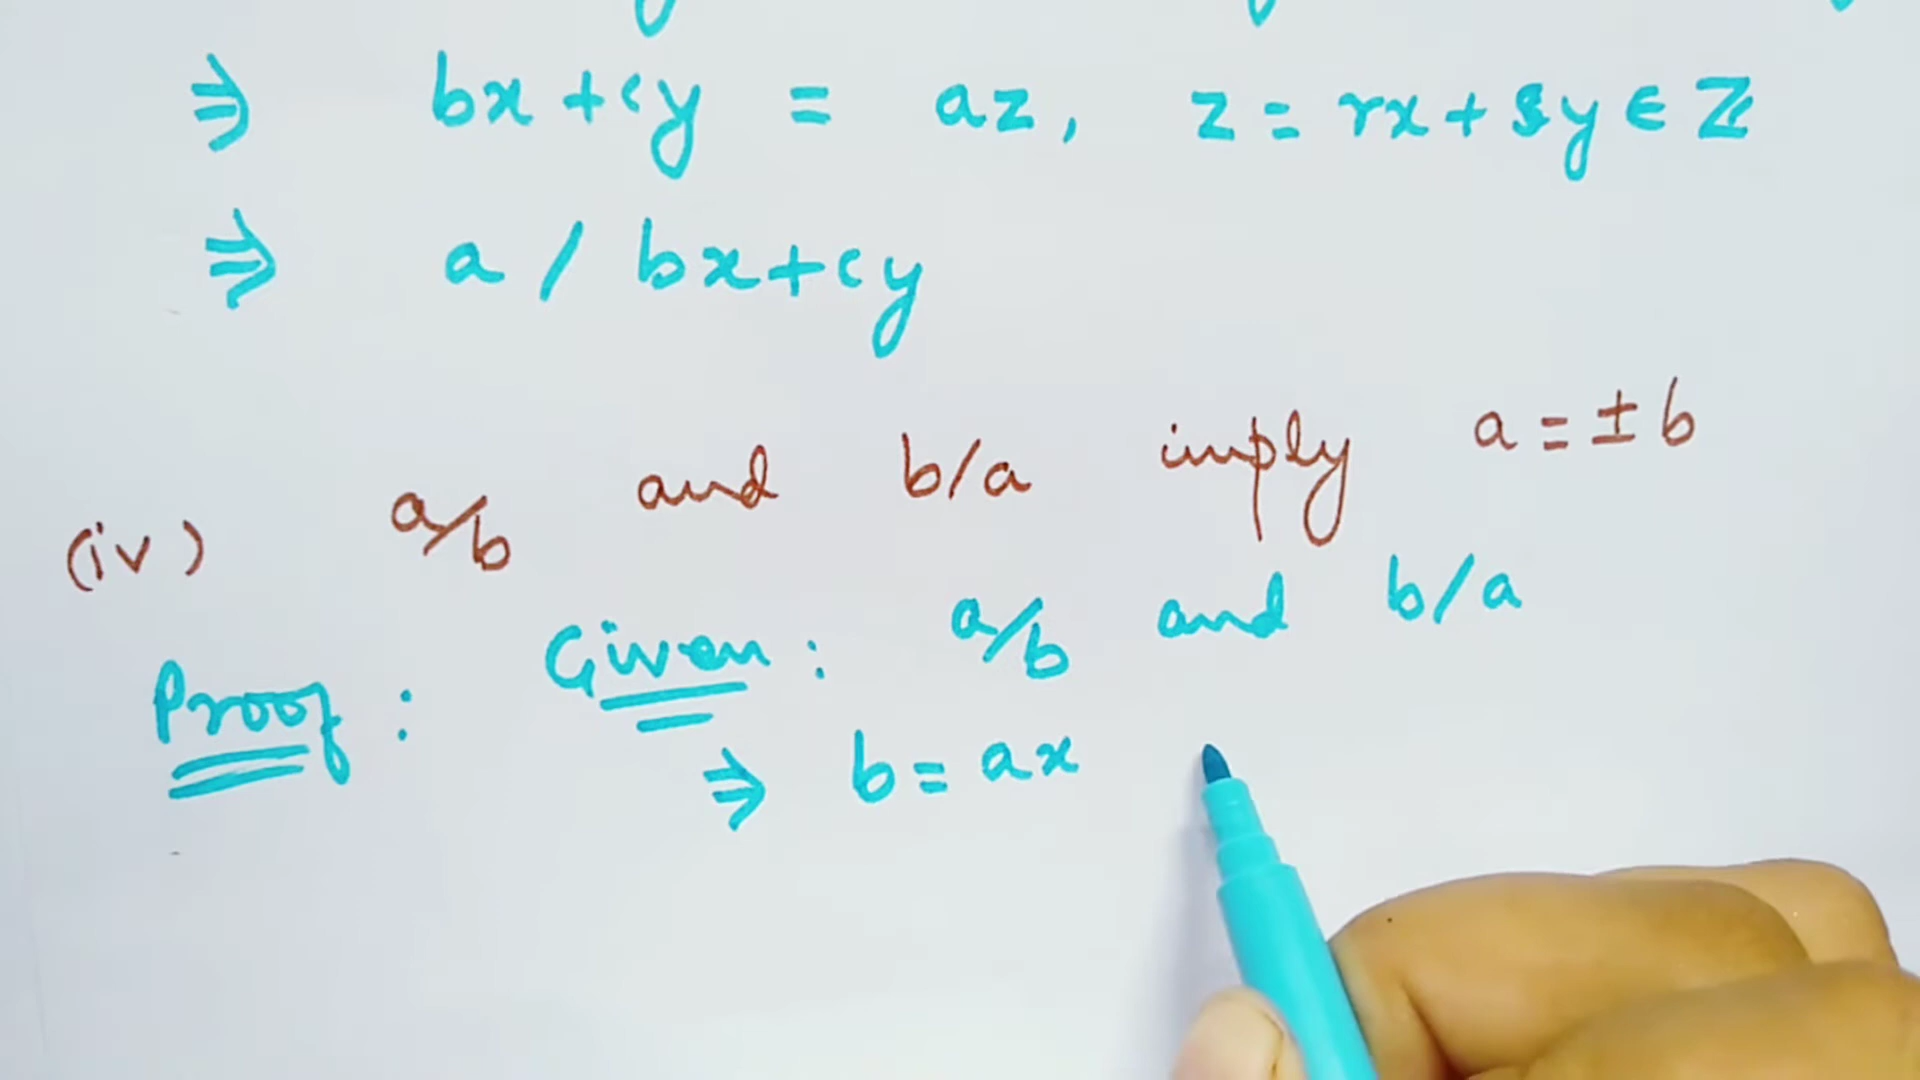 ⇒ bx+cy = az, z = rx + sy ∈ Z
⇒ a / bx+cy
(iv) a/b and b/a imply a = ± b
Proof : Given : a/b and b/a
⇒ b = ax